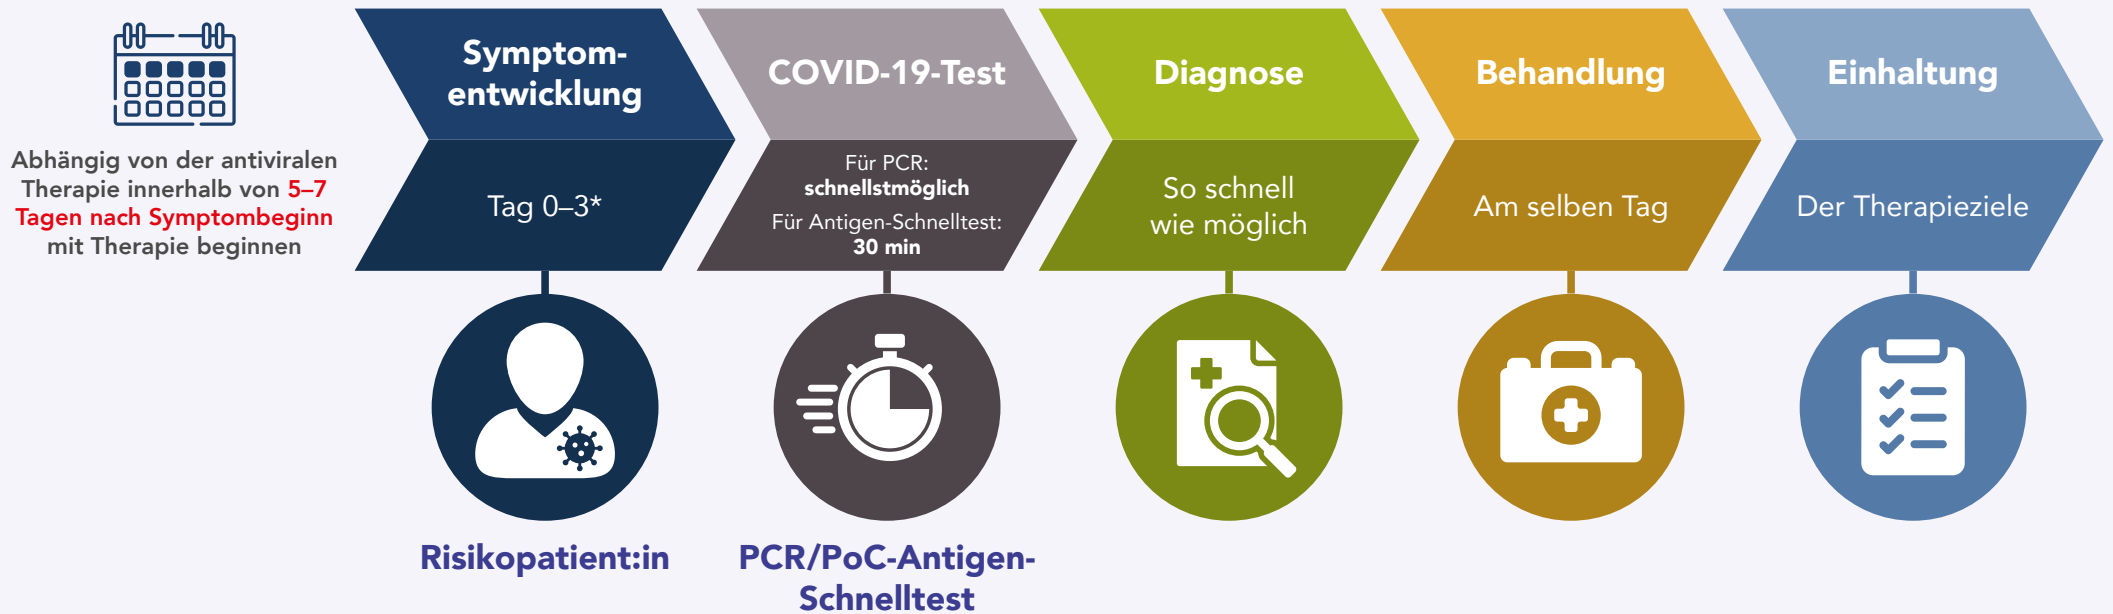 Abhängig von der antiviralen
Therapie innerhalb von 5–7
Tagen nach Symptombeginn
mit Therapie beginnen
Symptom-
entwicklung
Tag 0–3*
Risikopatient:in
COVID-19-Test
Für PCR:
schnellstmöglich
Für Antigen-Schnelltest:
30 min
PCR/PoC-Antigen-
Schnelltest
Diagnose
So schnell
wie möglich
Behandlung
Am selben Tag
Einhaltung
Der Therapieziele